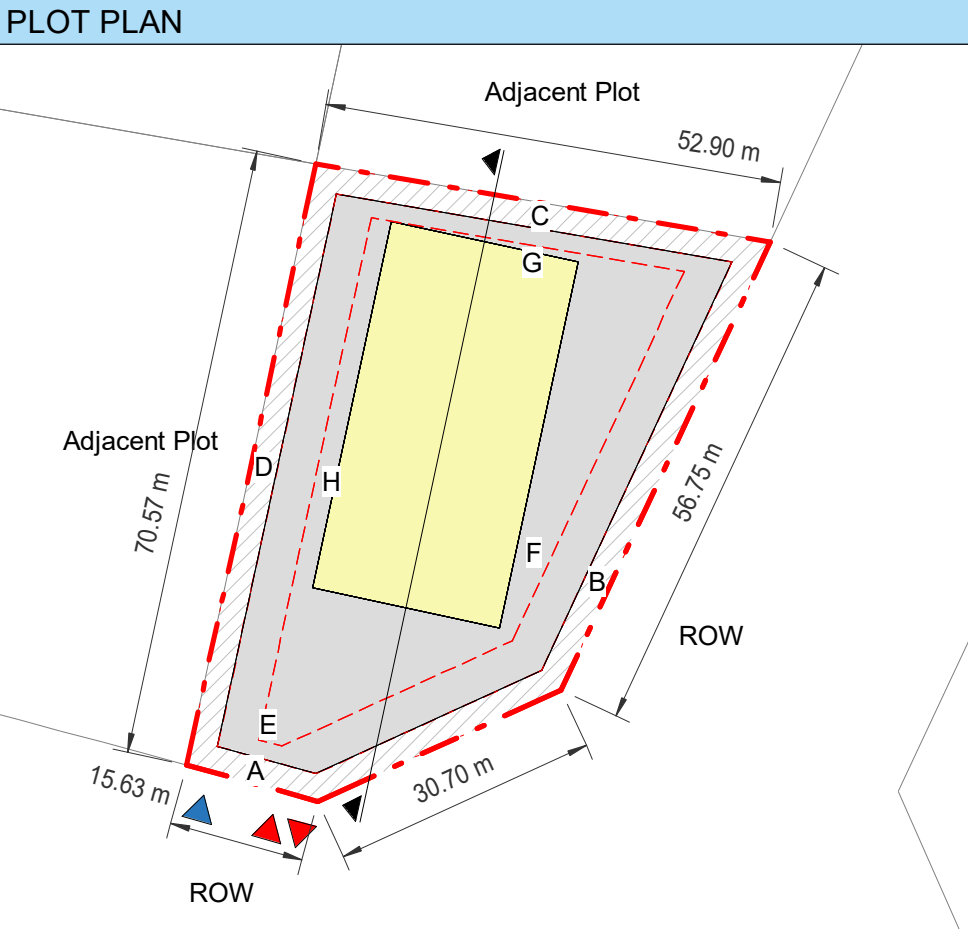 PLOT PLAN
Adjacent Plot
52.90 m
C
G
Adjacent Plot
D
H
70.57 m
56.75 m
F
B
ROW
E
A
15.63 m
30.70 m
ROW